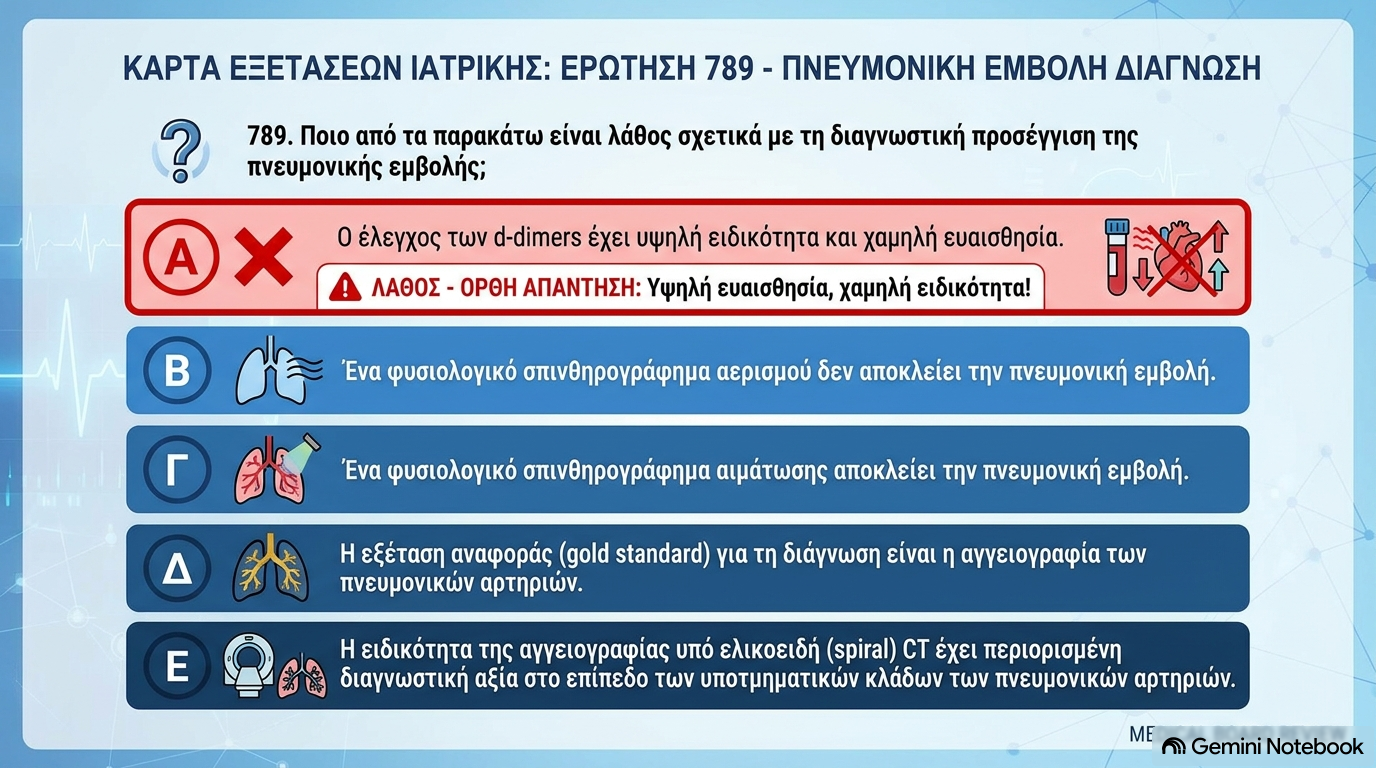 ΚΑΡΤΑ ΕΞΕΤΑΣΕΩΝ ΙΑΤΡΙΚΗΣ: ΕΡΩΤΗΣΗ 789 - ΠΝΕΥΜΟΝΙΚΗ ΕΜΒΟΛΗ ΔΙΑΓΝΩΣΗ
789. Ποιο από τα παρακάτω είναι λάθος σχετικά με τη διαγνωστική προσέγγιση της
πνευμονικής εμβολής;
Α
Ο έλεγχος των d-dimers έχει υψηλή ειδικότητα και χαμηλή ευαισθησία.
ΛΑΘΟΣ - ΟΡΘΗ ΑΠΑΝΤΗΣΗ: Υψηλή ευαισθησία, χαμηλή ειδικότητα!
Β
Ένα φυσιολογικό σπινθηρογράφημα αερισμού δεν αποκλείει την πνευμονική εμβολή.
Γ
Ένα φυσιολογικό σπινθηρογράφημα αιμάτωσης αποκλείει την πνευμονική εμβολή.
Δ
Η εξέταση αναφοράς (gold standard) για τη διάγνωση είναι η αγγειογραφία των
πνευμονικών αρτηριών.
Ε
Η ειδικότητα της αγγειογραφίας υπό ελικοειδή (spiral) CT έχει περιορισμένη
διαγνωστική αξία στο επίπεδο των υποτμηματικών κλάδων των πνευμονικών αρτηριών.
Gemini Notebook